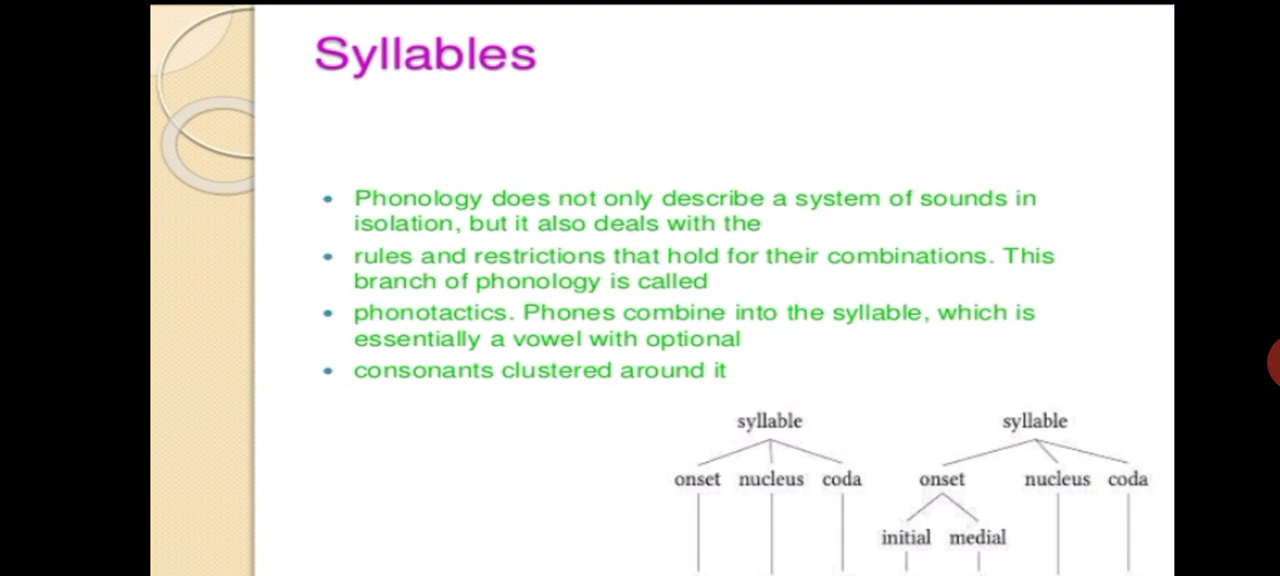 Syllables
• Phonology does not only describe a system of sounds in
isolation, but it also deals with the
• rules and restrictions that hold for their combinations. This
branch of phonology is called
• phonotactics. Phones combine into the syllable, which is
essentially a vowel with optional
• consonants clustered around it
syllable syllable
onset nucleus coda onset nucleus coda
initial medial